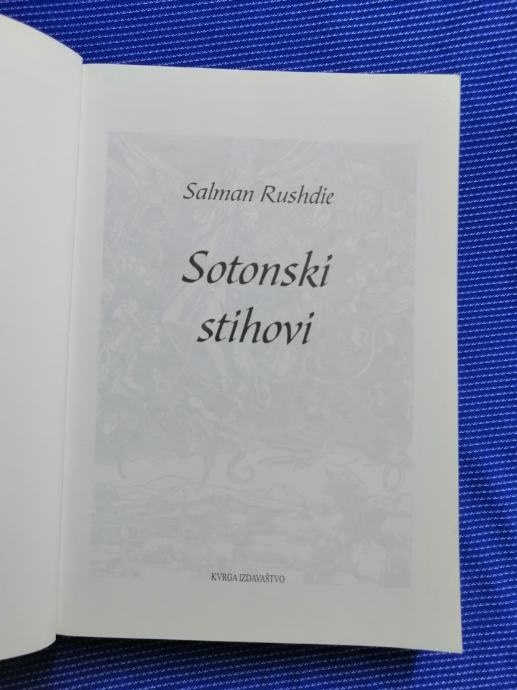 Salman Rushdie
Sotonski
stihovi
KVRGA IZDAVAŠTVO